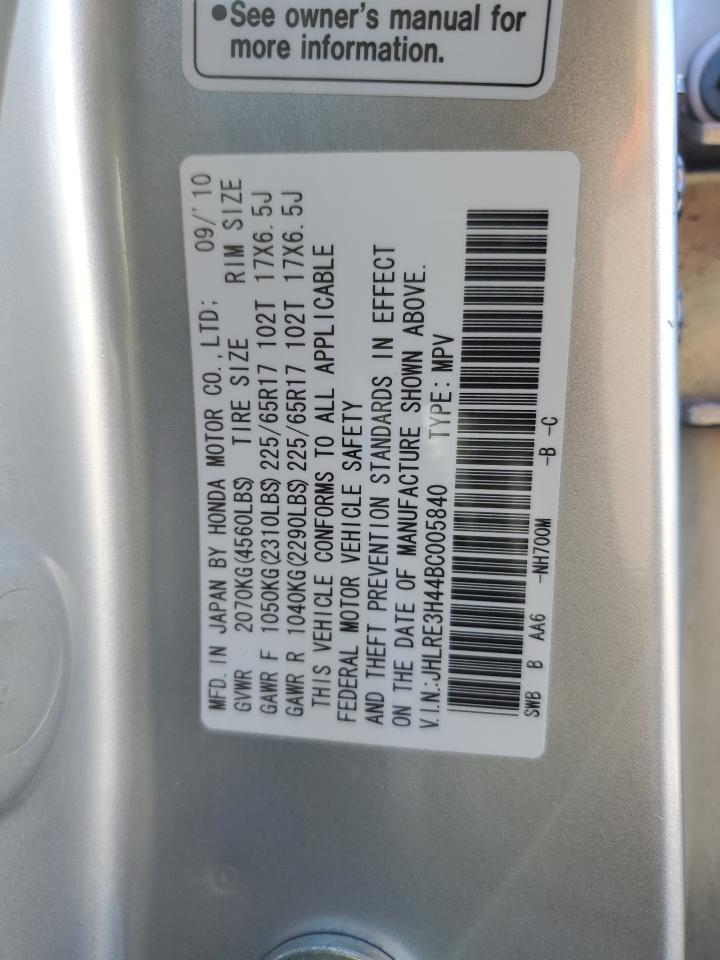 ●See owner's manual for
more information.
MFD. IN JAPAN BY HONDA MOTOR CO.,LTD; 09/'10
GVWR 2070KG(4560LBS) TIRE SIZE RIM SIZE
GAWR F 1050KG(2310LBS)225/65R17 102T 17X6.5J
GAWR R 1040KG(2290LBS)225/65R17 102T 17X6.5J
THIS VEHICLE CONFORMS TO ALL APPLICABLE
FEDERAL MOTOR VEHICLE SAFETY
AND THEFT PREVENTION STANDARDS IN EFFECT
ON THE DATE OF MANUFACTURE SHOWN ABOVE.
V.I.N.:JHLRE3H44BC005840 TYPE: MPV
SWB B AA6 -NH700M -B -C